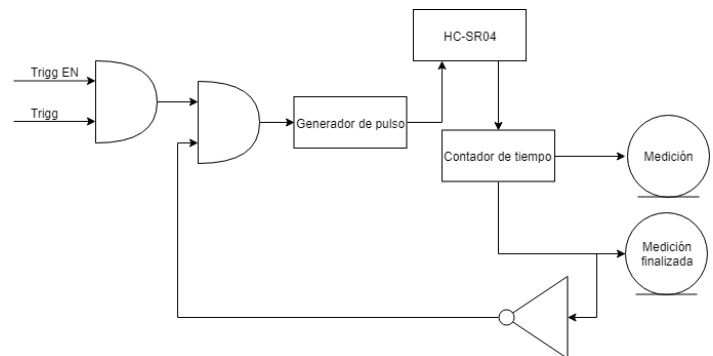 HC-SR04
Trigg EN
Trigg
Generador de pulso
Contador de tiempo
Medición
Medición
finalizada